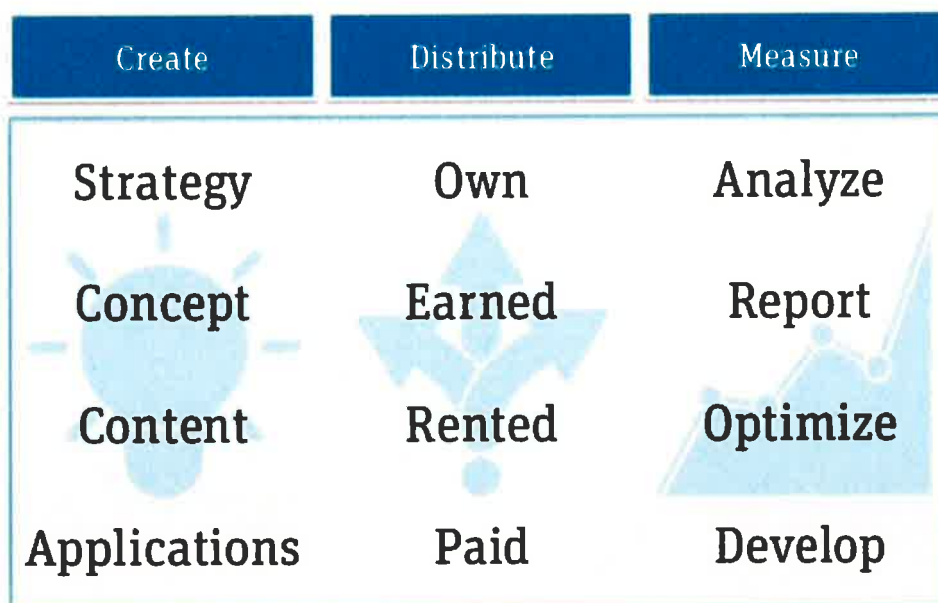 Create
Distribute
Measure
Strategy
Own
Analyze
Concept
Earned
Report
Content
Rented
Optimize
Applications
Paid
Develop